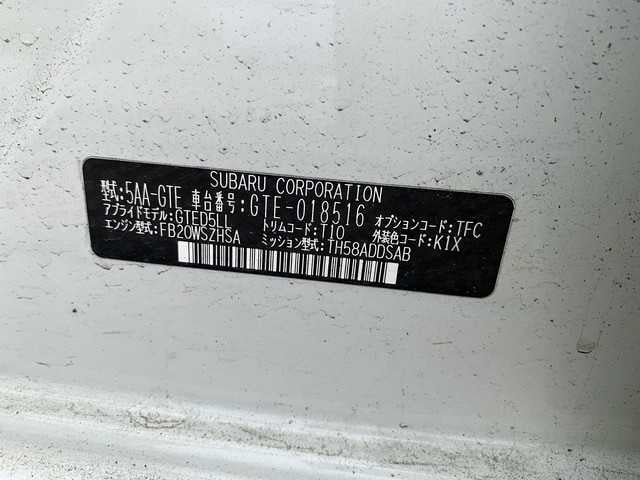 SUBARU CORPORATION
型式:5AA-GTE 車台番号:GTE-018516 オプションコード:TFC
アプライドモデル:GTED5LL トリムコード:T10 外装色コード:K1X
エンジン型式:FB20WSZHSA ミッション型式:TH58ADDSAB